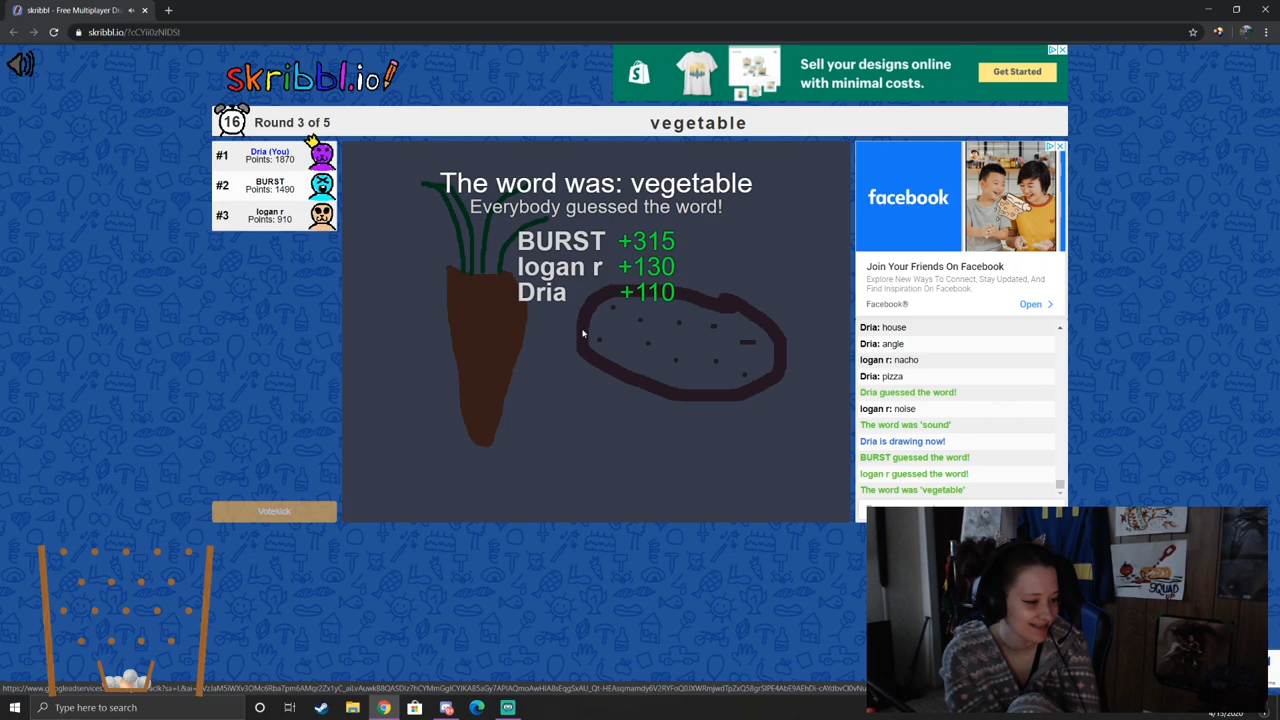 skribbl - Free Multiplayer Dr
skribbl.io/?cCYii0zNlDSt
skribbl.io!
Sell your designs online
with minimal costs.
Get Started
16
Round 3 of 5
vegetable
#1
Dria (You)
Points: 1870
#2
BURST
Points: 1490
#3
logan r
Points: 910
The word was: vegetable
Everybody guessed the word!
BURST +315
logan r +130
Dria +110
facebook
Join Your Friends On Facebook
Explore New Ways To Connect, Stay Updated, And
Find Inspiration On Facebook.
Facebook®
Open
Dria: house
Dria: angle
logan r: nacho
Dria: pizza
Dria guessed the word!
logan r: noise
The word was 'sound'
Dria is drawing now!
BURST guessed the word!
logan r guessed the word!
The word was 'vegetable'
Votekick
SQUAD
Type here to search
4/15/2020